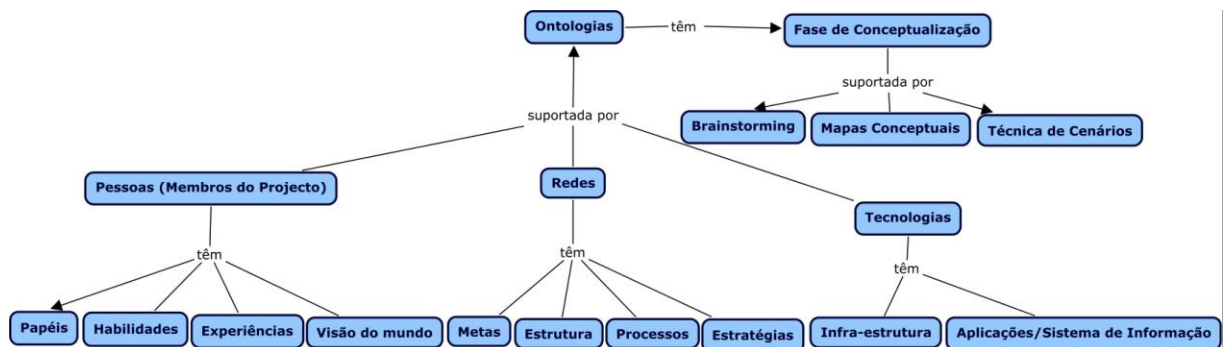 Ontologias
têm
Fase de Conceptualização
suportada por
Brainstorming
Mapas Conceptuais
Técnica de Cenários
suportada por
Pessoas (Membros do Projecto)
Redes
Tecnologias
têm
têm
têm
Papéis
Habilidades
Experiências
Visão do mundo
Metas
Estrutura
Processos
Estratégias
Infra-estrutura
Aplicações/Sistema de Informação